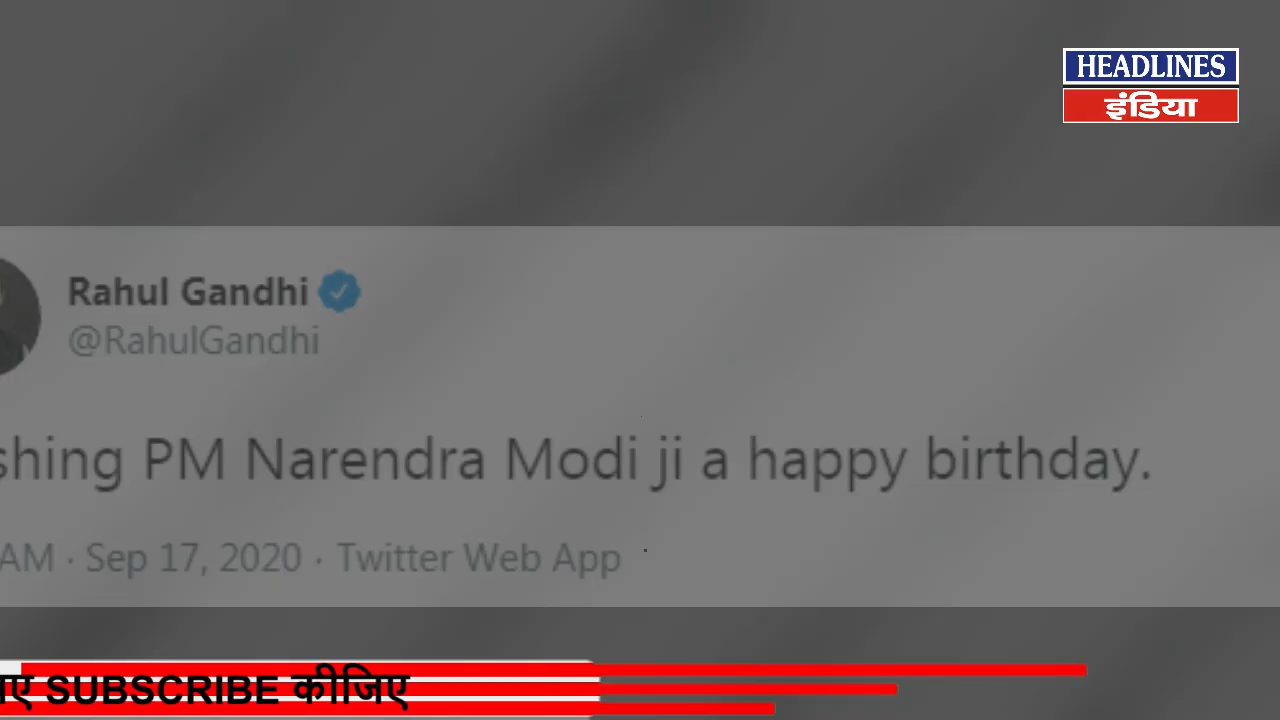 HEADLINES
इंडिया
Rahul Gandhi
@RahulGandhi
shing PM Narendra Modi ji a happy birthday.
AM · Sep 17, 2020 · Twitter Web App
ए SUBSCRIBE कीजिए